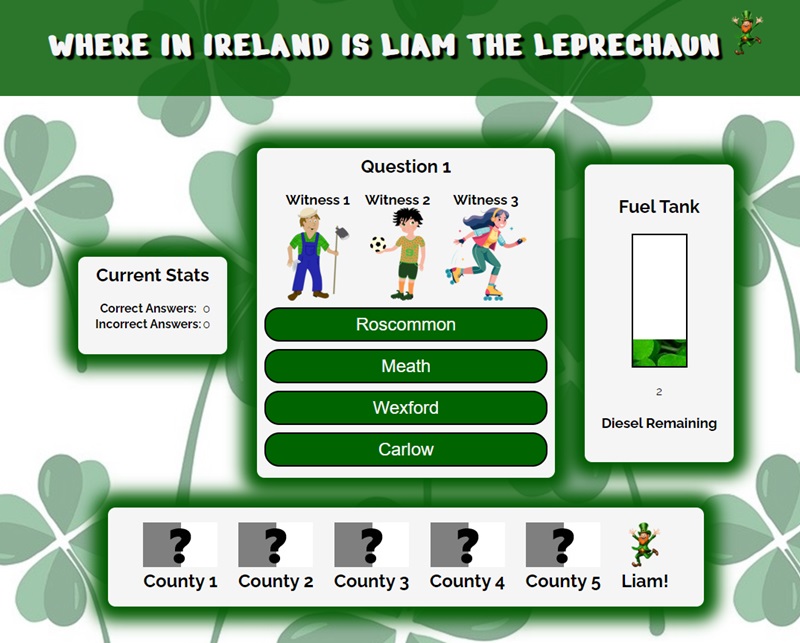 WHERE IN IRELAND IS LIAM THE LEPRECHAUN
Question 1
Witness 1 Witness 2 Witness 3
S
Roscommon
Meath
Wexford
Carlow
Current Stats
Correct Answers: 0
Incorrect Answers:0
Fuel Tank
2
Diesel Remaining
? ? ? ? ?
County 1 County 2 County 3 County 4 County 5 Liam!